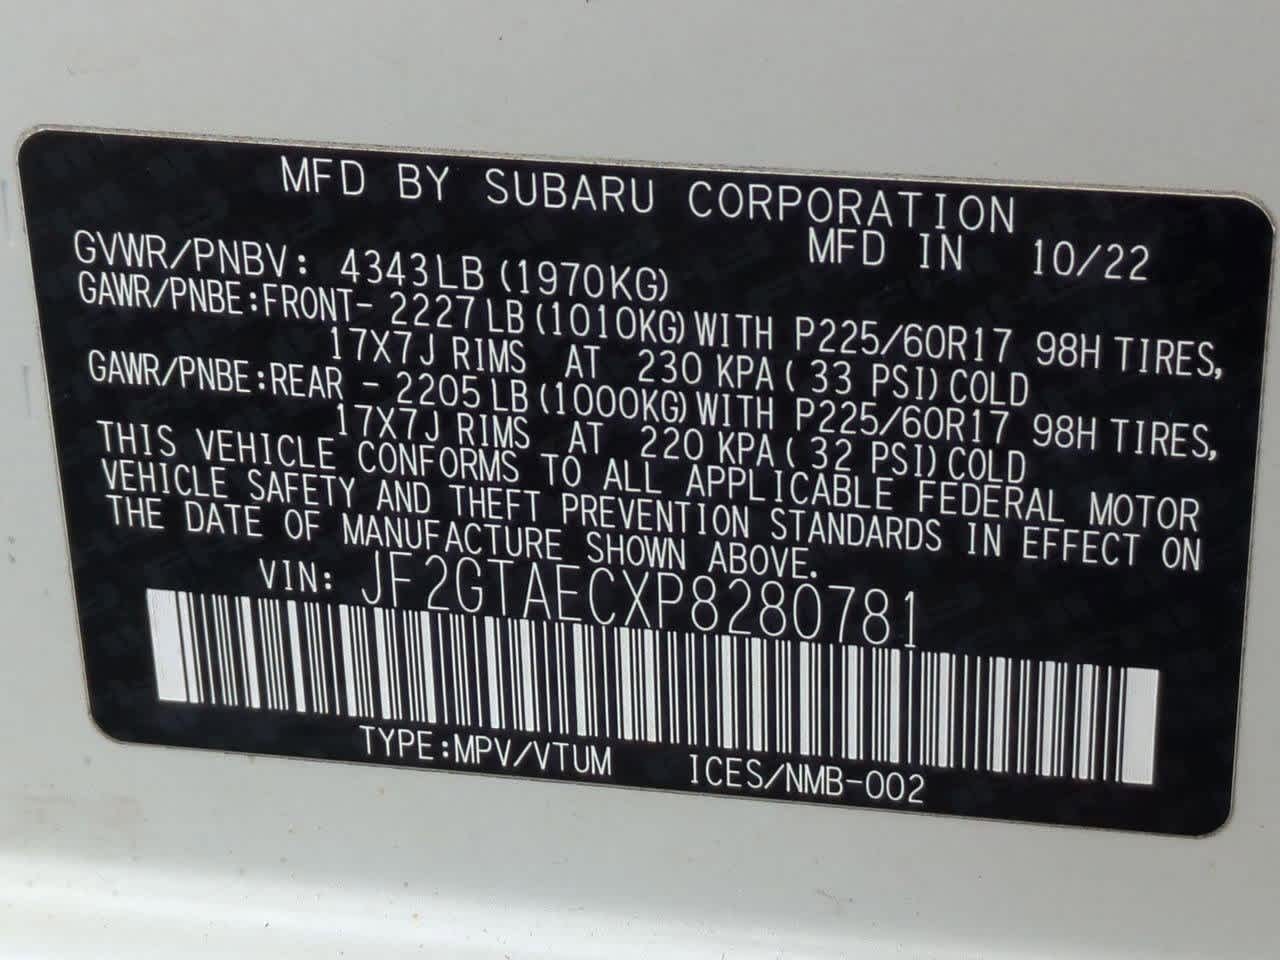 MFD BY SUBARU CORPORATION
MFD IN 10/22
GVWR/PNBV: 4343LB (1970KG)
GAWR/PNBE:FRONT- 2227LB(1010KG)WITH P225/60R17 98H TIRES,
17X7J RIMS AT 230 KPA( 33 PSI)COLD
GAWR/PNBE:REAR - 2205LB(1000KG)WITH P225/60R17 98H TIRES,
17X7J RIMS AT 220 KPA( 32 PSI)COLD
THIS VEHICLE CONFORMS TO ALL APPLICABLE FEDERAL MOTOR
VEHICLE SAFETY AND THEFT PREVENTION STANDARDS IN EFFECT ON
THE DATE OF MANUFACTURE SHOWN ABOVE.
VIN: JF2GTAECXP8280781
TYPE:MPV/VTUM ICES/NMB-002